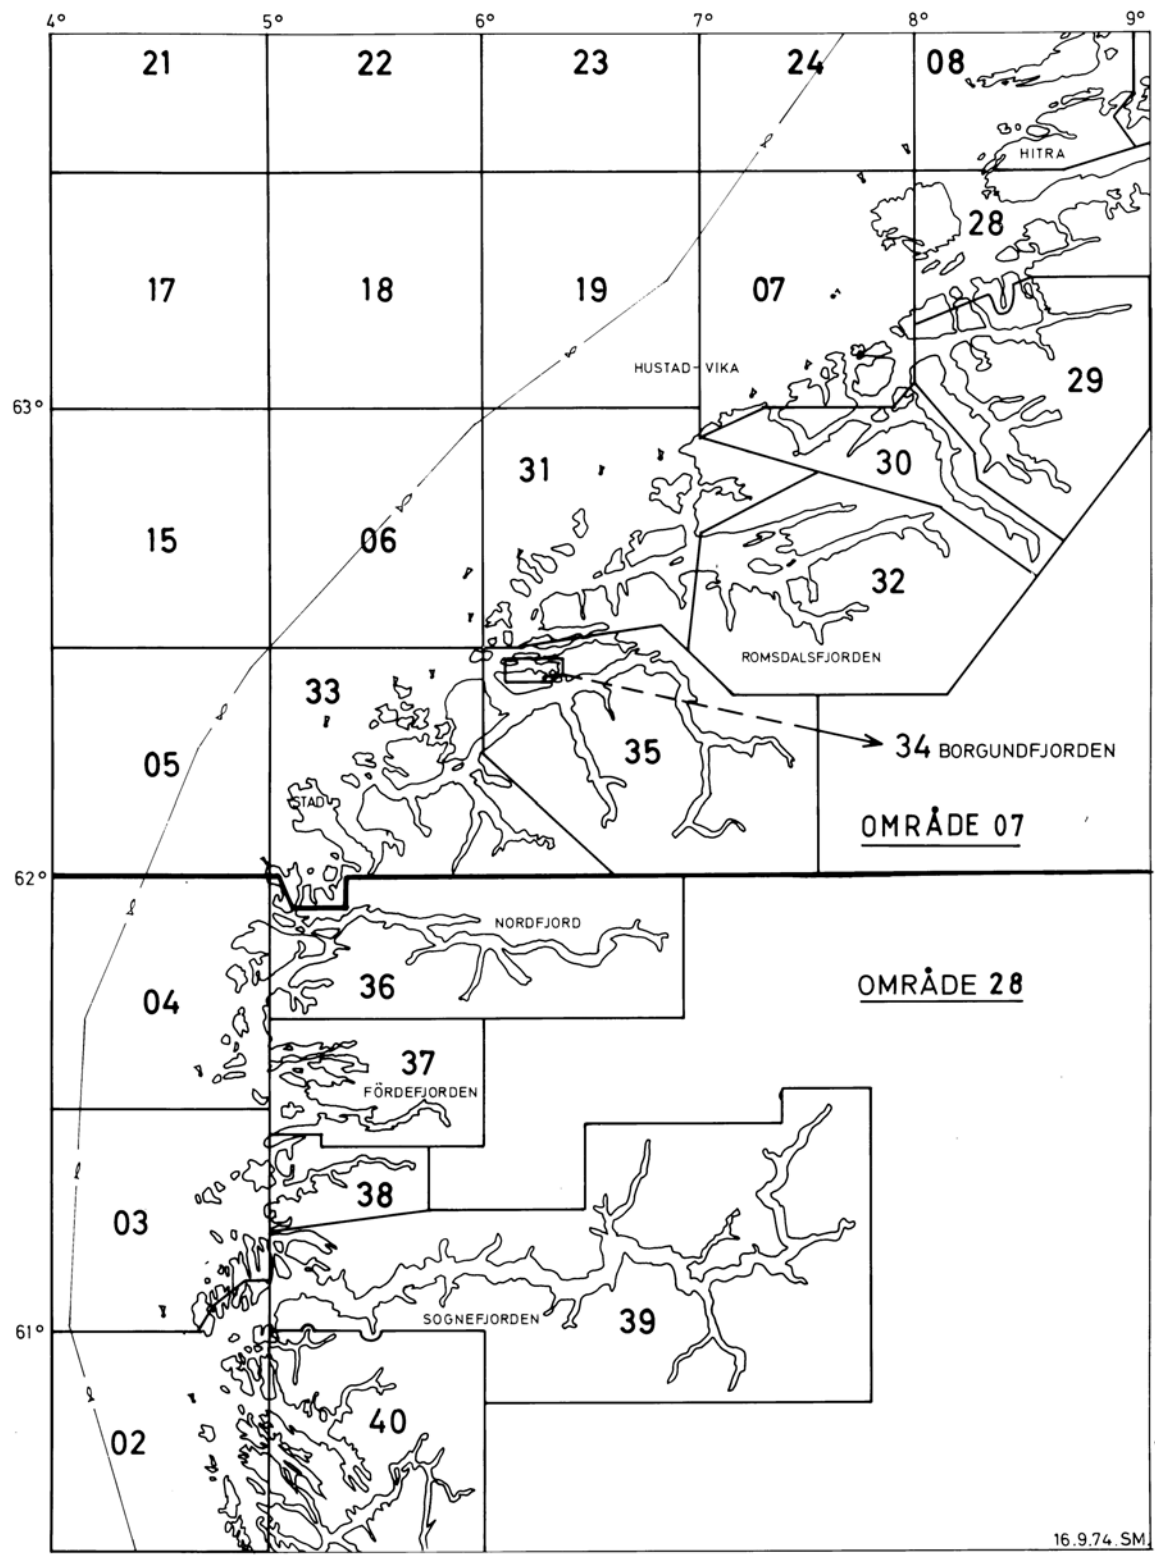 4° 5° 6° 7° 8° 9°
21 22 23 24 08
HITRA
28
17 18 19 07
HUSTAD-VIKA
29
63°
31 30
15 06
32
ROMSDALSFJORDEN
33
05 35 34 BORGUNDFJORDEN
STAD
OMRÅDE 07
62°
NORDFJORD
36 OMRÅDE 28
04
37
FÖRDEFJORDEN
38
03
SOGNEFJORDEN 39
61°
40
02
16.9.74. SM.